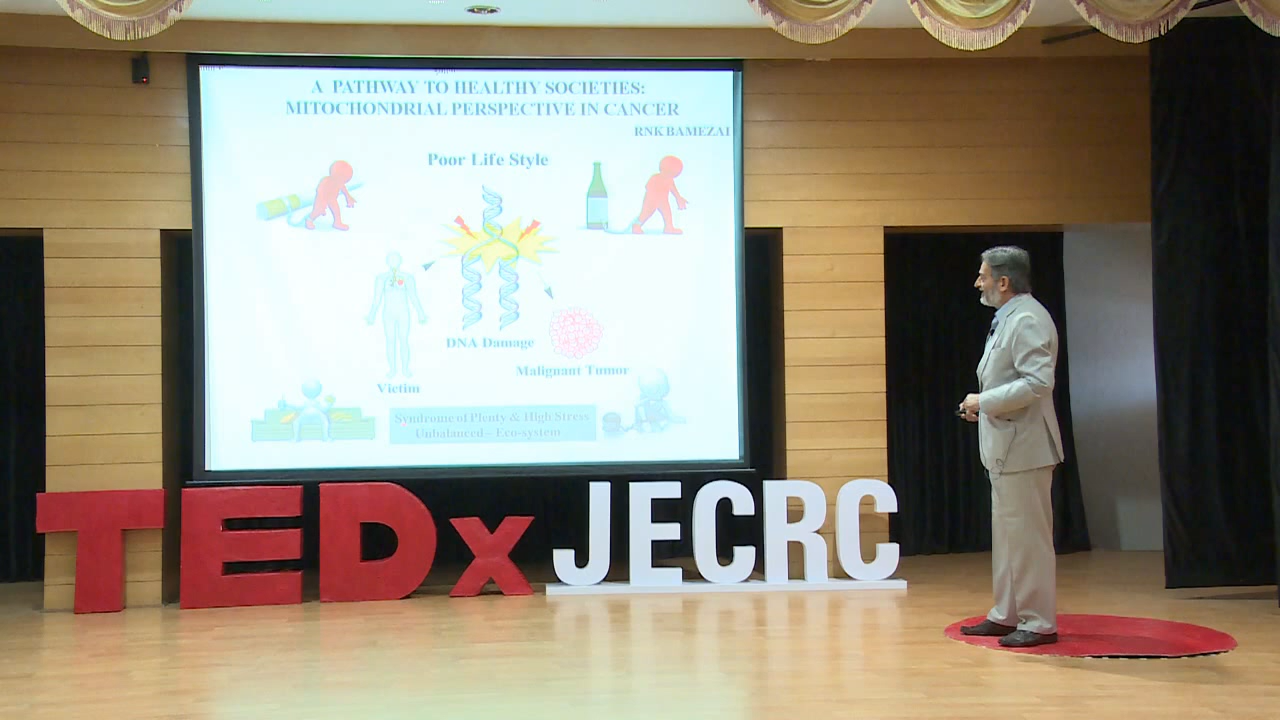 A PATHWAY TO HEALTHY SOCIETIES:
MITOCHONDRIAL PERSPECTIVE IN CANCER
RNK BAMEZAI
Poor Life Style
DNA Damage
Malignant Tumor
Victim
Syndrome of Plenty & High Stress
Unbalanced – Eco-system
TEDx JECRC